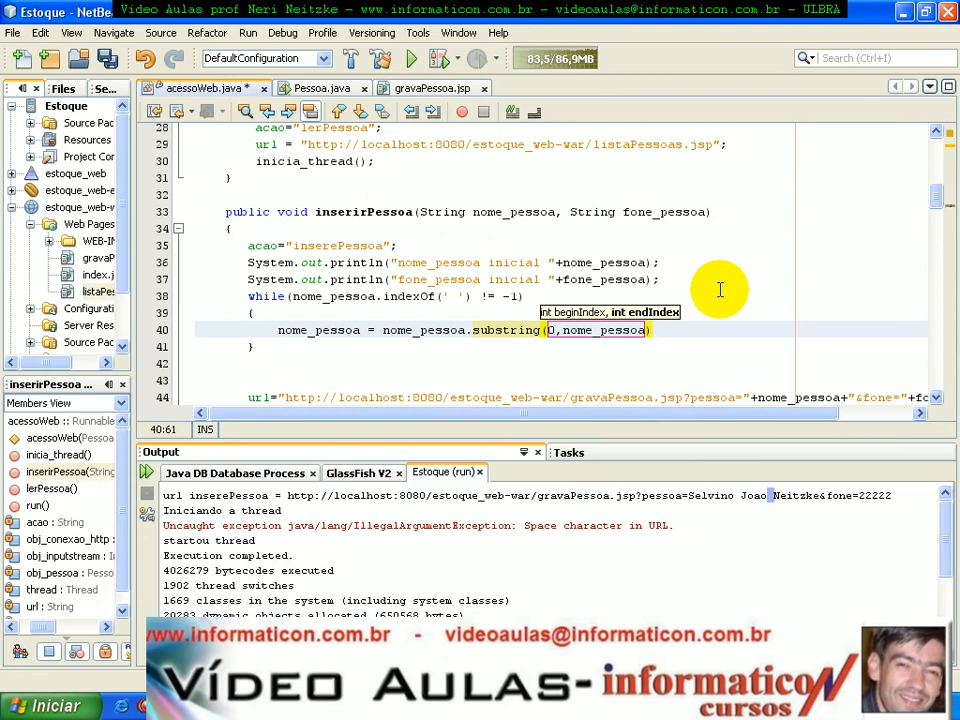 Estoque - NetBe
Video Aulas prof Neri Neitzke - www.informaticon.com.br - videoaulas@informaticon.com.br - ULBRA
File Edit View Navigate Source Refactor Run Debug Profile Versioning Tools Window Help
DefaultConfiguration
83,5/86,9MB
Search (Ctrl+I)
Files
Se...
acessoWeb.java *
Pessoa.java
gravaPessoa.jsp
Estoque
Source Pac
Resources
Project Con
estoque_web
estoque_web-e
estoque_web-w
Web Pages
WEB-IN
gravaP
index.j
listaPes
Configurati
Server Res
Source Pac
28 acao="lerPessoa";
29 url = "http://localhost:8080/estoque_web-war/listaPessoas.jsp";
30 inicia_thread();
31 }
32
33 public void inserirPessoa(String nome_pessoa, String fone_pessoa)
34 {
35 acao="inserePessoa";
36 System.out.println("nome_pessoa inicial "+nome_pessoa);
37 System.out.println("fone_pessoa inicial "+fone_pessoa);
38 while(nome_pessoa.indexOf(' ') != -1)
39 {
int beginIndex, int endIndex
40 nome_pessoa = nome_pessoa.substring(0,nome_pessoa)
41 }
42
43
44 url="http://localhost:8080/estoque_web-war/gravaPessoa.jsp?pessoa="+nome_pessoa+"&fone="+fo
40:61
INS
inserirPessoa ...
Members View
acessoWeb ::
acessoWeb(Pessoa
inicia_thread()
inserirPessoa(String
lerPessoa()
run()
acao : String
obj_conexao_http :
obj_inputstream : In
obj_pessoa : Pesso
thread : Thread
url : String
Output
Tasks
Java DB Database Process
GlassFish V2
Estoque (run)
url inserePessoa = http://localhost:8080/estoque_web-war/gravaPessoa.jsp?pessoa=Selvino Joao Neitzke&fone=22222
Iniciando a thread
Uncaught exception java/lang/IllegalArgumentException: Space character in URL.
startou thread
Execution completed.
4026279 bytecodes executed
1902 thread switches
1669 classes in the system (including system classes)
20283 dynamic objects allocated (650568 bytes)
www.informaticon.com.br - videoaulas@informaticon.com.br
VÍDEO AULAS-informaticoN
cursos
Iniciar